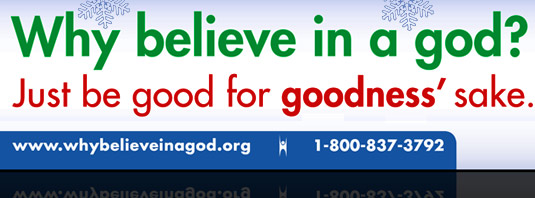 Why believe in a god?
Just be good for goodness' sake.
www.whybelieveinagod.org 1-800-837-3792